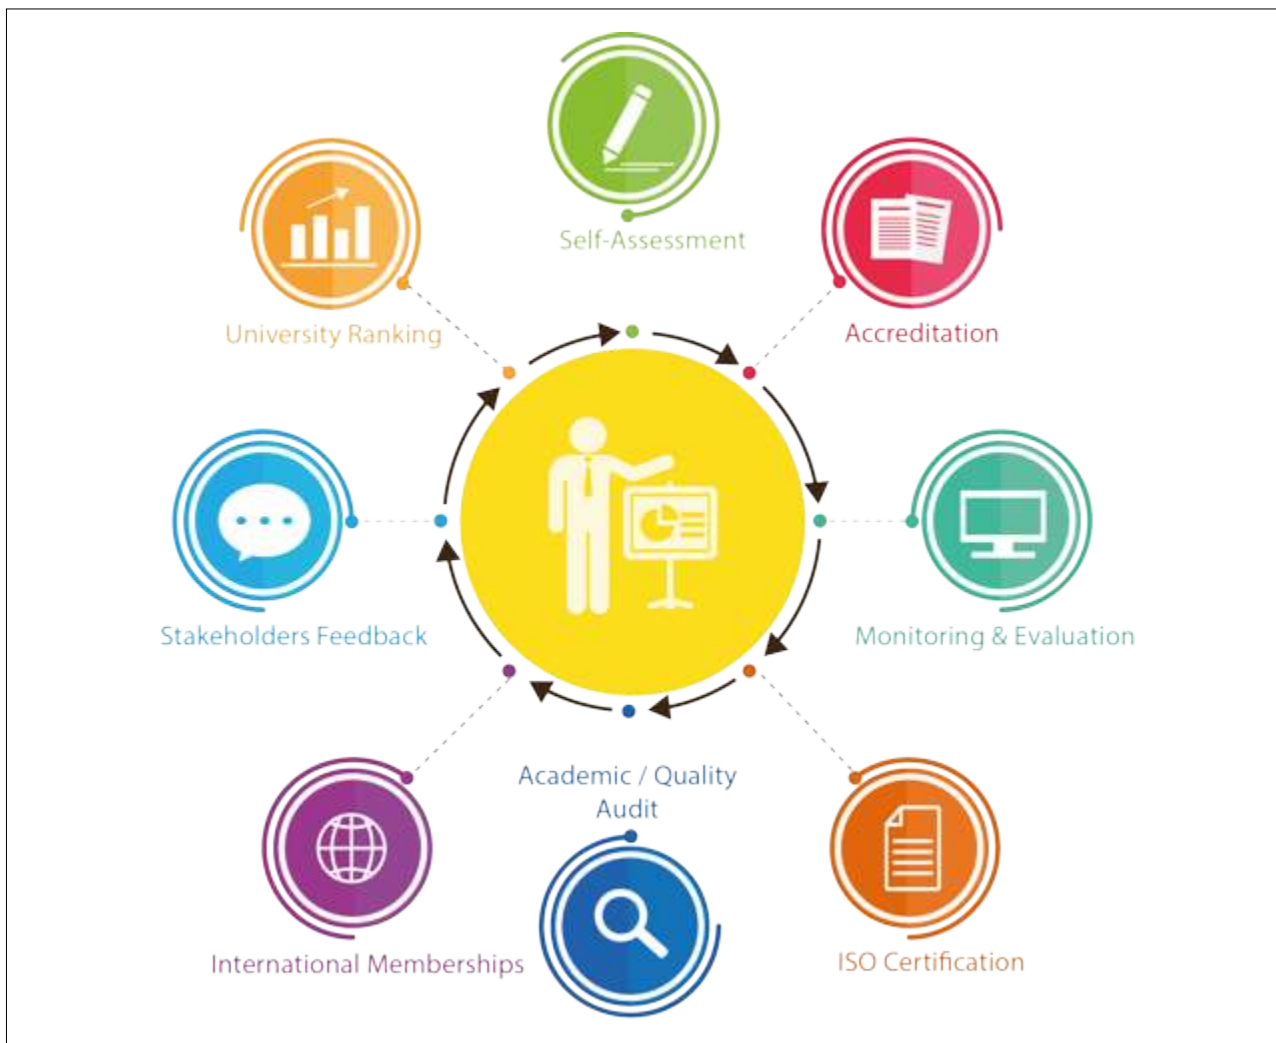 Self-Assessment
University Ranking
Accreditation
Stakeholders Feedback
Monitoring & Evaluation
Academic / Quality
Audit
International Memberships
ISO Certification